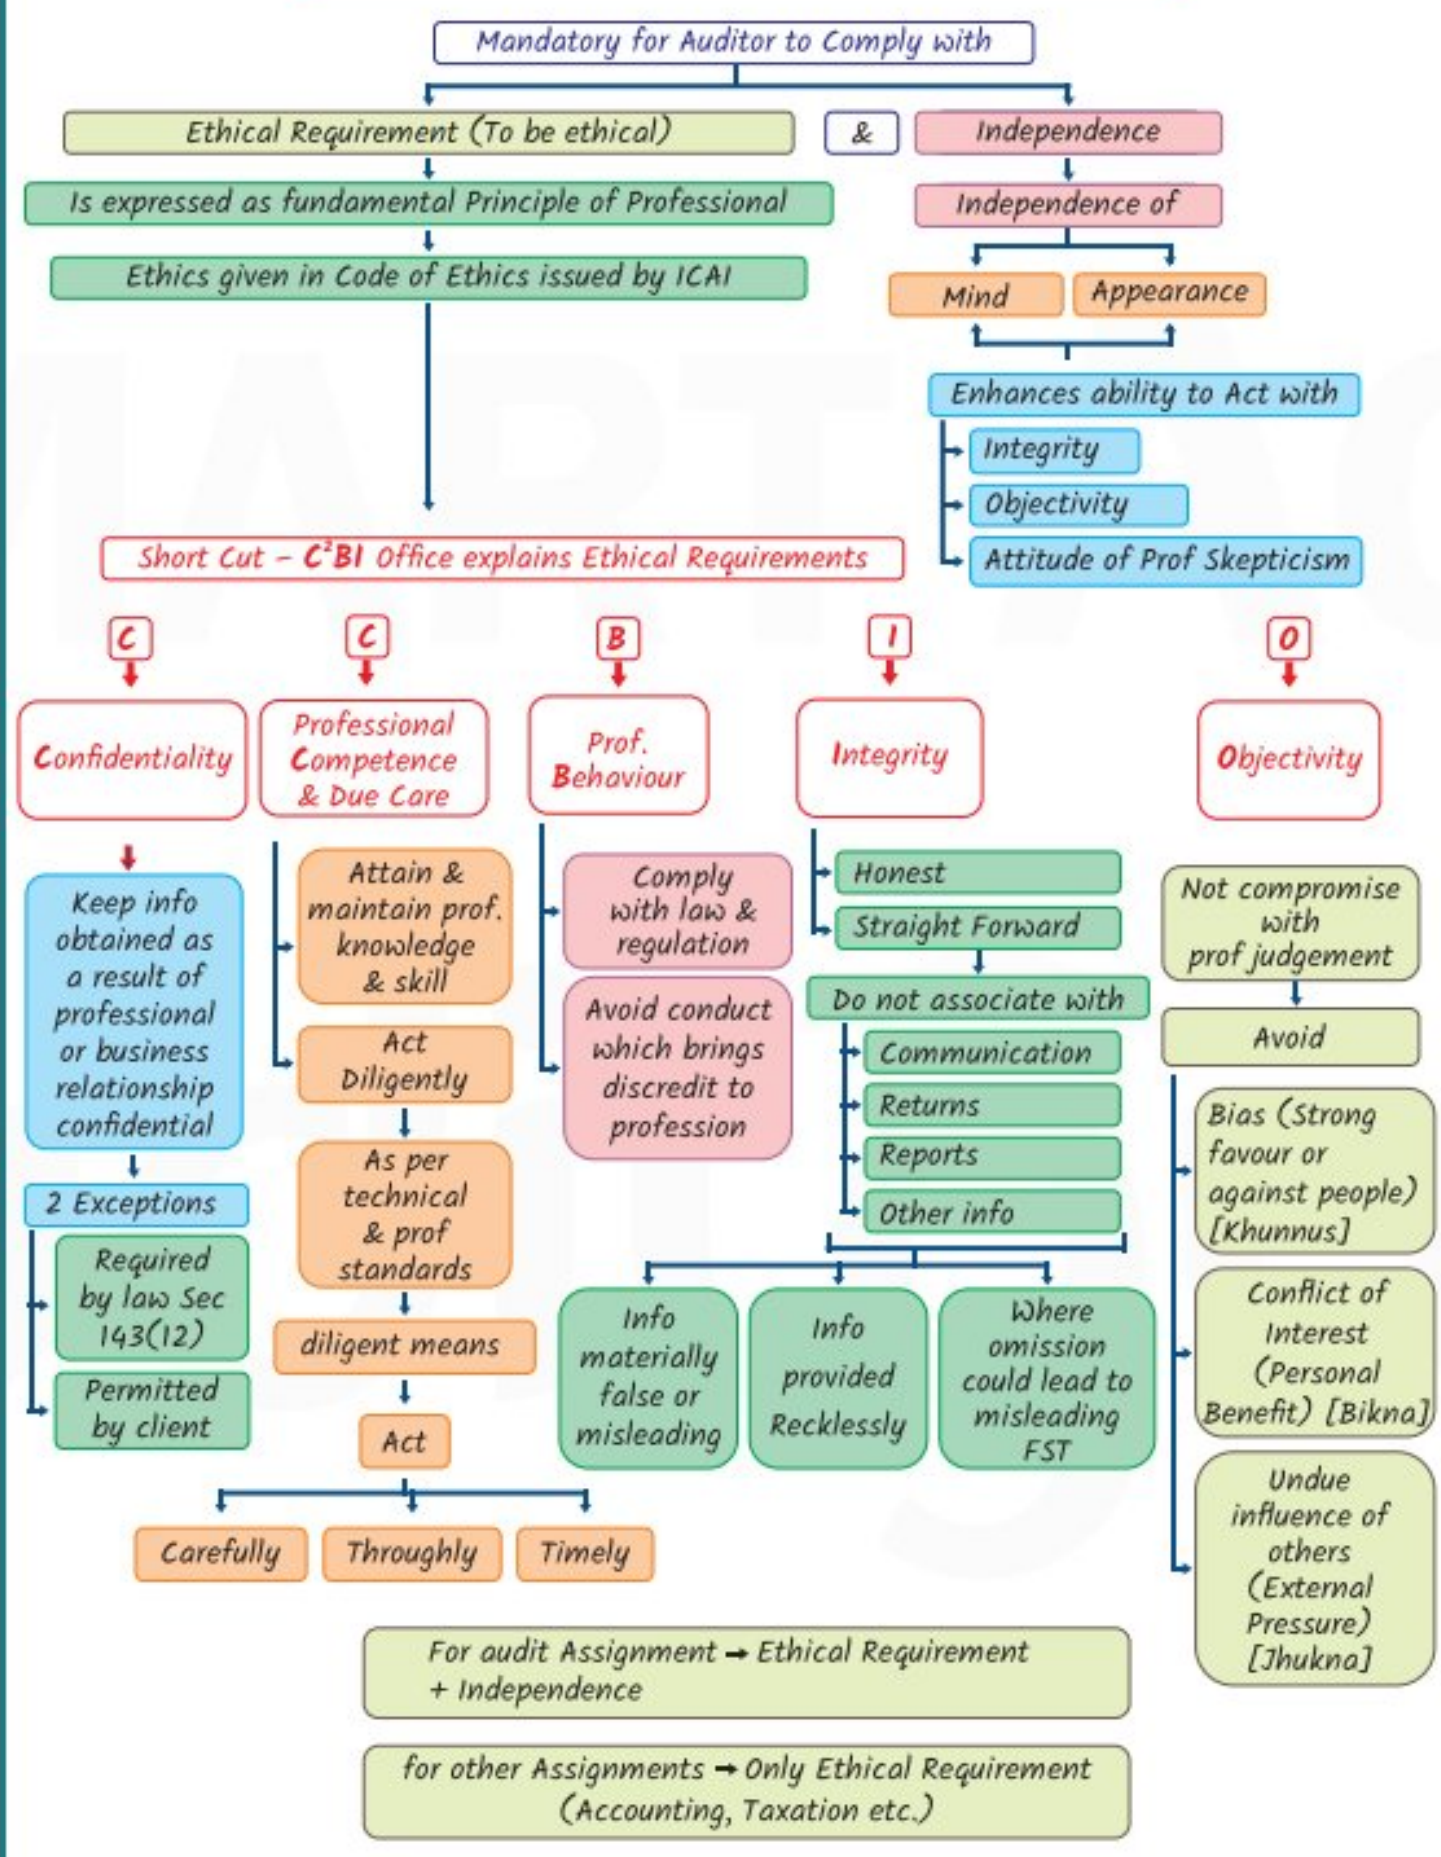 Mandatory for Auditor to Comply with
Ethical Requirement (To be ethical)
&
Independence
Is expressed as fundamental Principle of Professional
Ethics given in Code of Ethics issued by ICAI
Independence of
Mind
Appearance
Enhances ability to Act with
Integrity
Objectivity
Attitude of Prof Skepticism
Short Cut – C²BI Office explains Ethical Requirements
C
C
B
I
O
Confidentiality
Keep info
obtained as
a result of
professional
or business
relationship
confidential
2 Exceptions
Required
by law Sec
143(12)
Permitted
by client
Professional
Competence
& Due Care
Attain &
maintain prof.
knowledge
& skill
Act
Diligently
As per
technical
& prof
standards
diligent means
Act
Carefully
Throughly
Timely
Prof.
Behaviour
Comply
with law &
regulation
Avoid conduct
which brings
discredit to
profession
Integrity
Honest
Straight Forward
Do not associate with
Communication
Returns
Reports
Other info
Info
materially
false or
misleading
Info
provided
Recklessly
Where
omission
could lead to
misleading
FST
Objectivity
Not compromise
with
prof judgement
Avoid
Bias (Strong
favour or
against people)
[Khunnus]
Conflict of
Interest
(Personal
Benefit) [Bikna]
Undue
influence of
others
(External
Pressure)
[Jhukna]
For audit Assignment → Ethical Requirement
+ Independence
for other Assignments → Only Ethical Requirement
(Accounting, Taxation etc.)